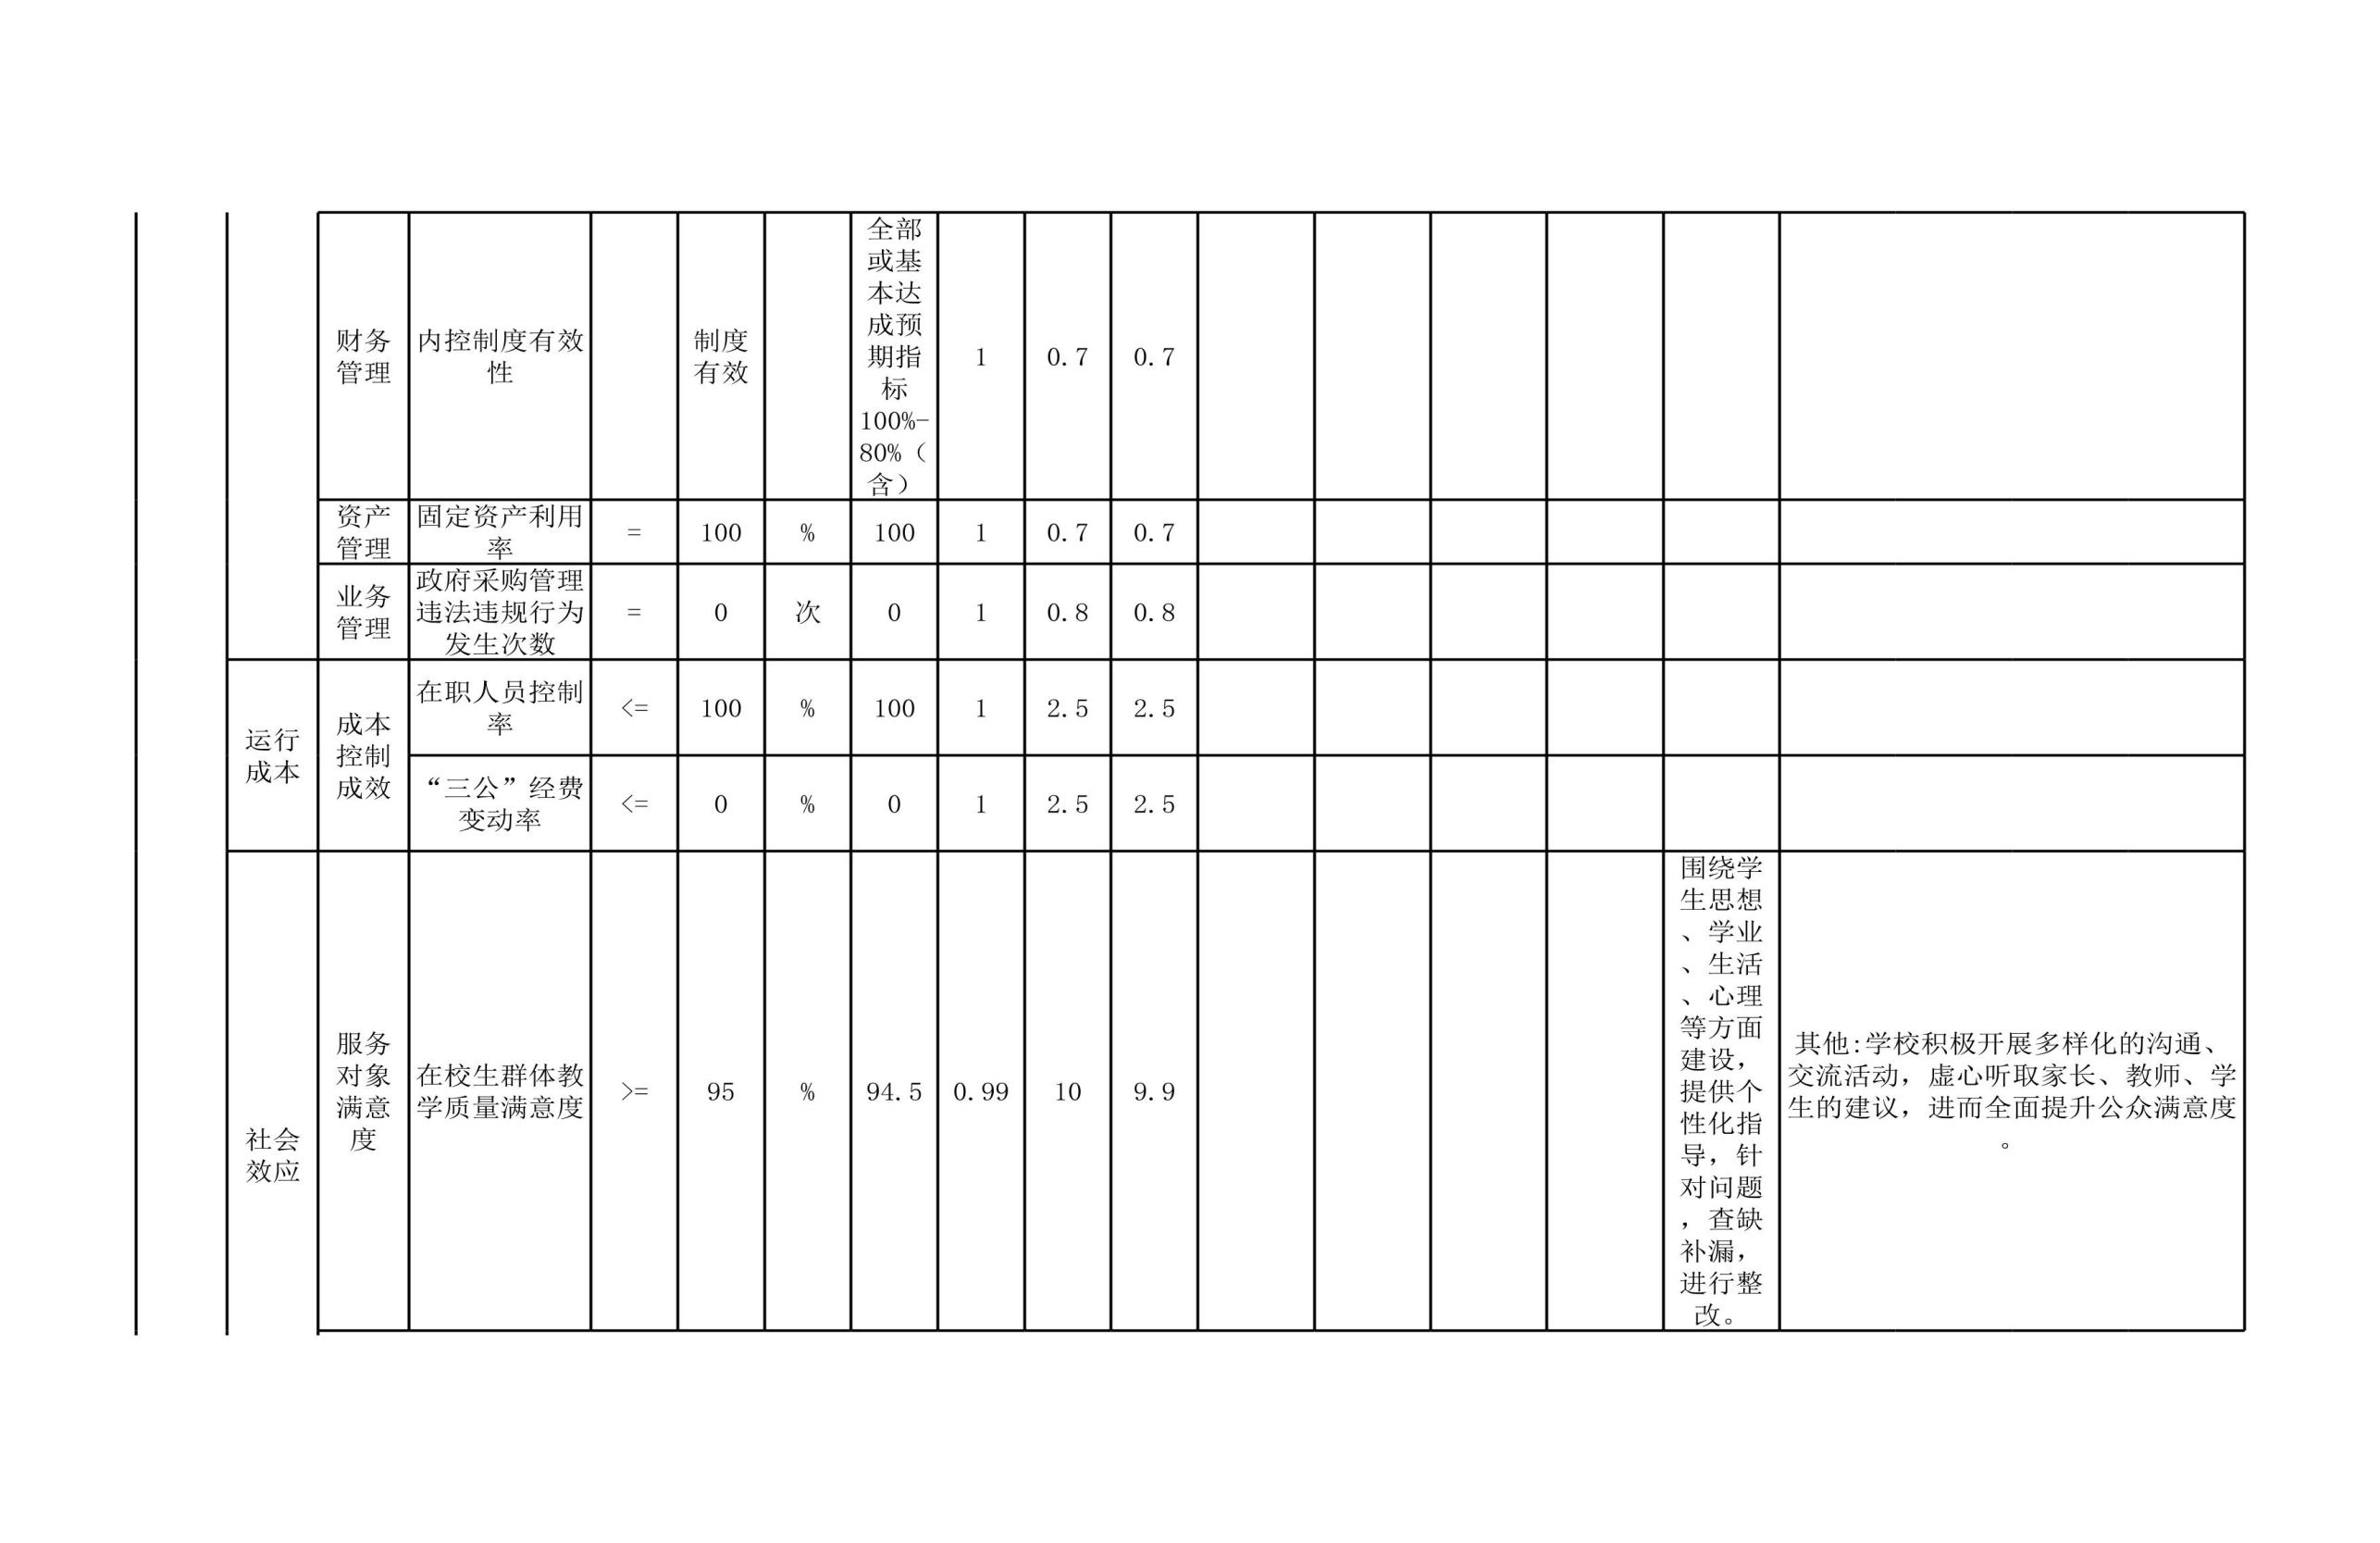 财务
管理
内控制度有效
性
制度
有效
全部
或基
本达
成预
期指
标
100%-
80%（
含）
1
0.7
0.7
资产
管理
固定资产利用
率
=
100
%
100
1
0.7
0.7
业务
管理
政府采购管理
违法违规行为
发生次数
=
0
次
0
1
0.8
0.8
运行
成本
成本
控制
成效
在职人员控制
率
<=
100
%
100
1
2.5
2.5
“三公”经费
变动率
<=
0
%
0
1
2.5
2.5
社会
效应
服务
对象
满意
度
在校生群体教
学质量满意度
>=
95
%
94.5
0.99
10
9.9
围绕学
生思想
、学业
、生活
、心理
等方面
建设，
提供个
性化指
导，针
对问题
，查缺
补漏，
进行整
改。
其他:学校积极开展多样化的沟通、
交流活动，虚心听取家长、教师、学
生的建议，进而全面提升公众满意度
。